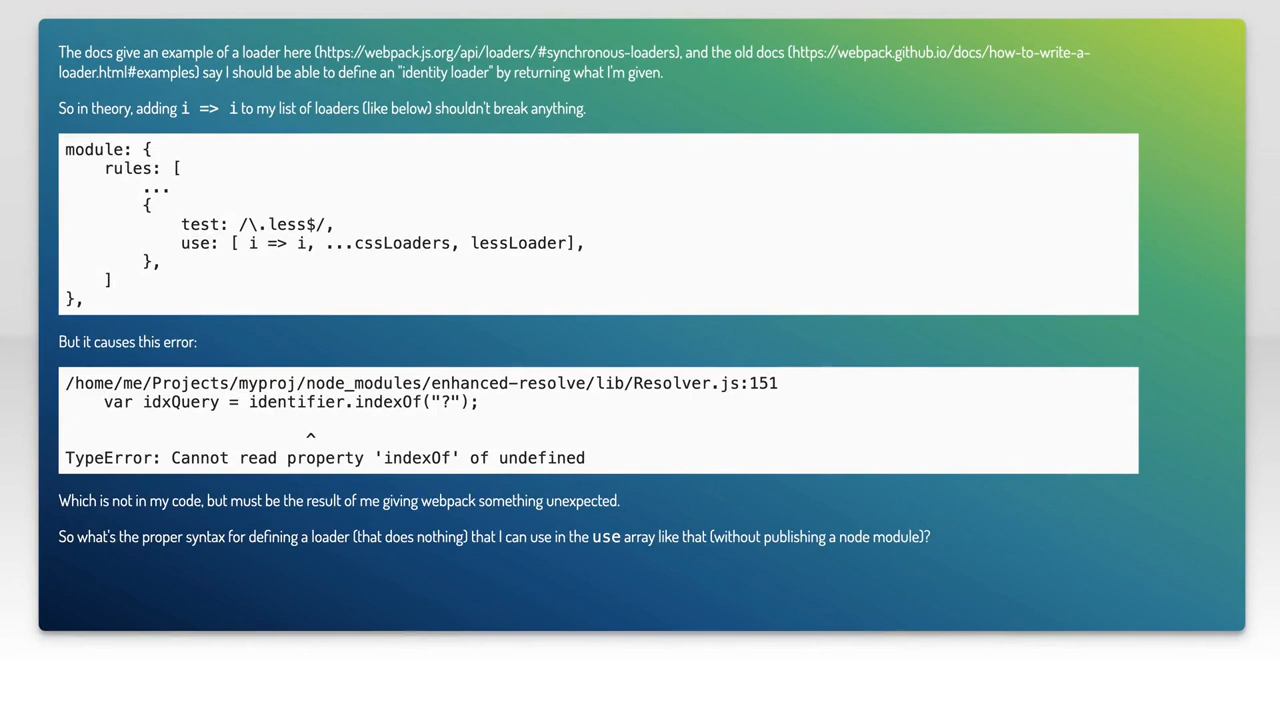 The docs give an example of a loader here (https://webpack.js.org/api/loaders/#synchronous-loaders), and the old docs (https://webpack.github.io/docs/how-to-write-a-
loader.html#examples) say I should be able to define an "identity loader" by returning what I'm given.
So in theory, adding i => i to my list of loaders (like below) shouldn't break anything.
module: {
    rules: [
        ...
        {
            test: /\.less$/,
            use: [ i => i, ...cssLoaders, lessLoader],
        },
    ]
},
But it causes this error:
/home/me/Projects/myproj/node_modules/enhanced-resolve/lib/Resolver.js:151
    var idxQuery = identifier.indexOf("?");
                         ^
TypeError: Cannot read property 'indexOf' of undefined
Which is not in my code, but must be the result of me giving webpack something unexpected.
So what's the proper syntax for defining a loader (that does nothing) that I can use in the use array like that (without publishing a node module)?